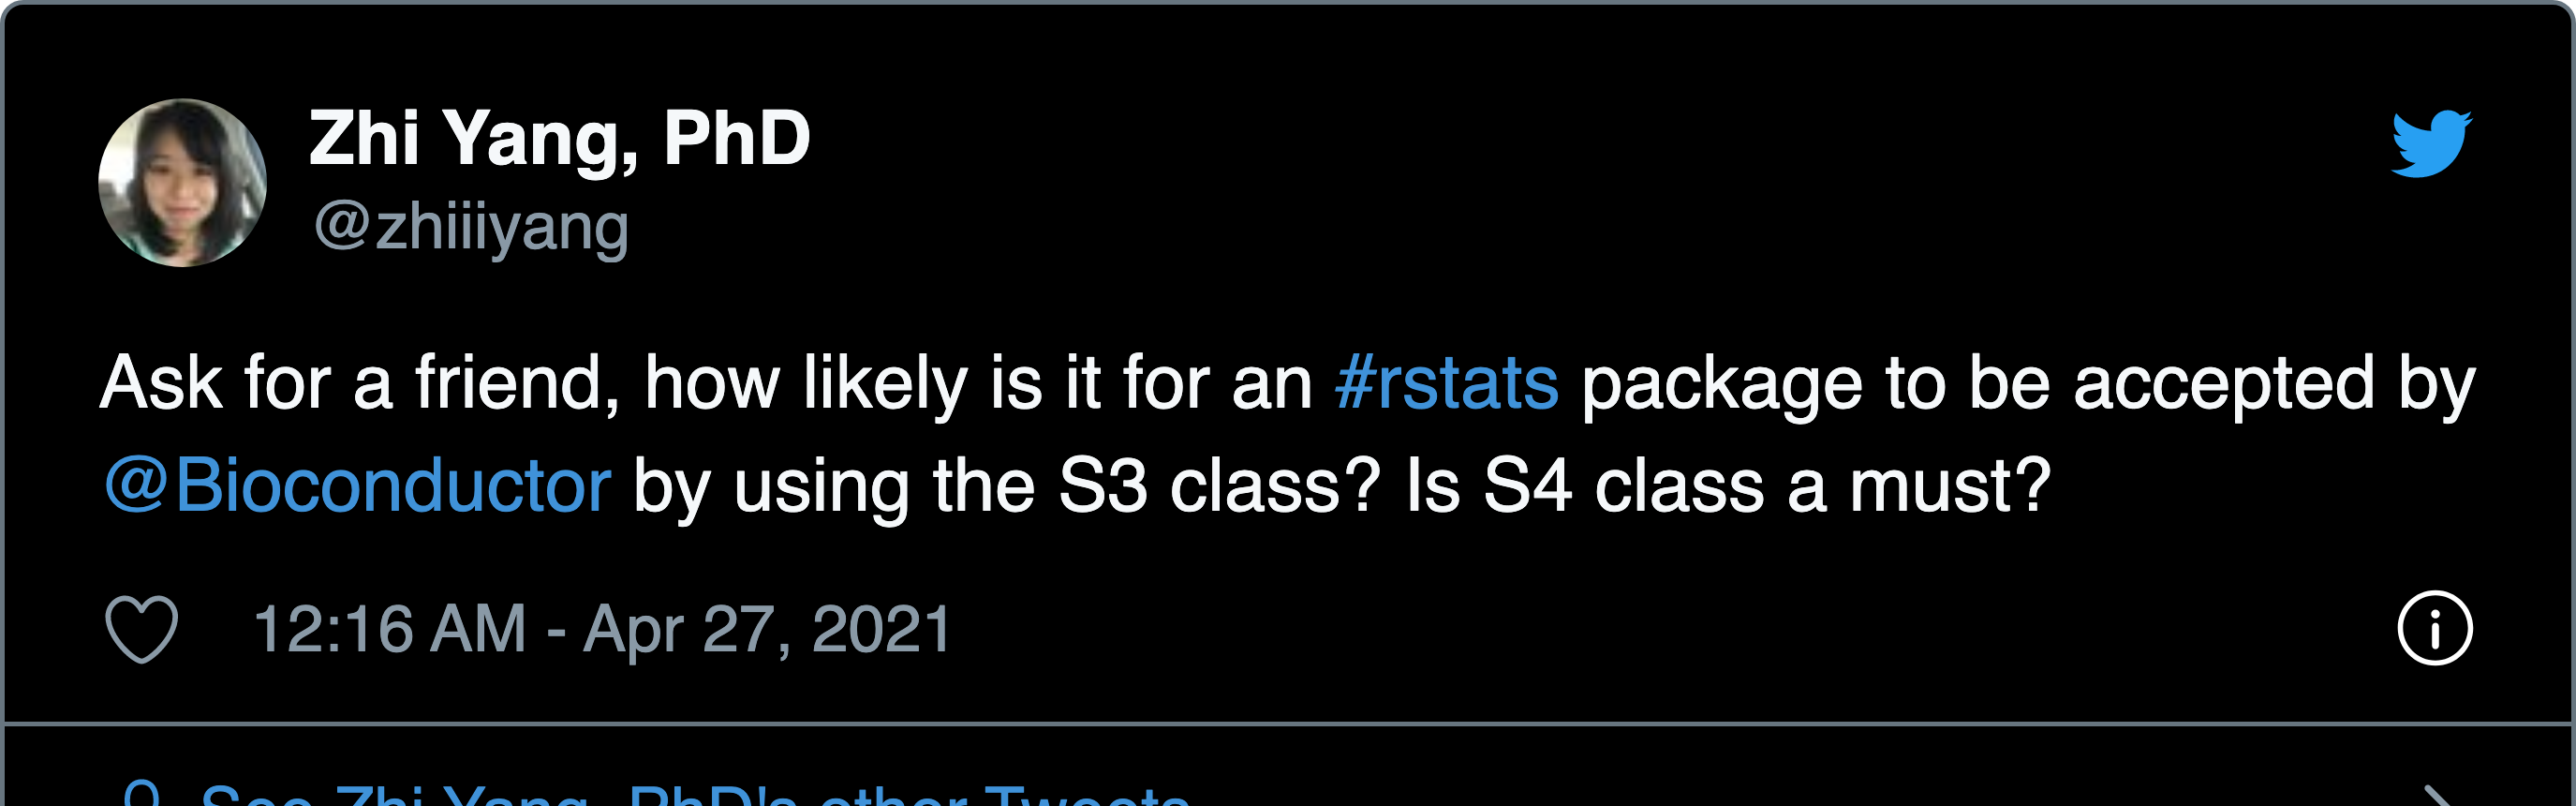 Zhi Yang, PhD
@zhiiiyang
Ask for a friend, how likely is it for an #rstats package to be accepted by
@Bioconductor by using the S3 class? Is S4 class a must?
12:16 AM - Apr 27, 2021
See Zhi Yang, PhD's other Tweets